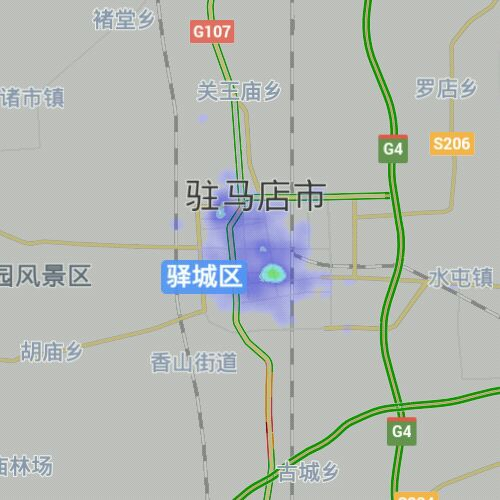 褚堂乡
G107
诸市镇
关王庙乡
罗店乡
G4
S206
驻马店市
园风景区
驿城区
水屯镇
胡庙乡
香山街道
G4
庙林场
古城乡